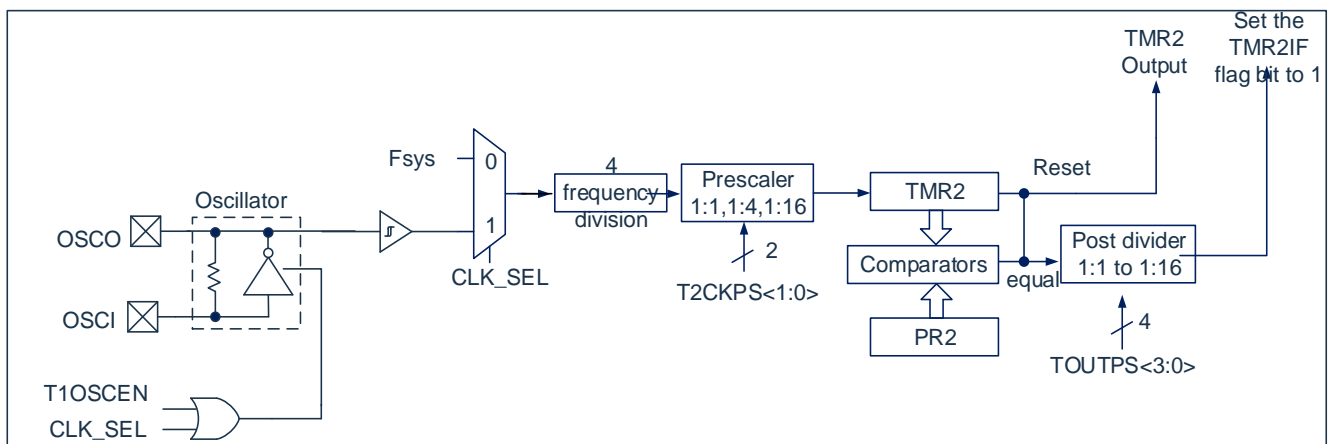 Set the
TMR2IF
flag bit to 1
TMR2
Output
Fsys
0
1
CLK_SEL
4
frequency
division
Prescaler
1:1,1:4,1:16
2
T2CKPS<1:0>
TMR2
Reset
Comparators
equal
PR2
Post divider
1:1 to 1:16
4
TOUTPS<3:0>
Oscillator
OSCO
OSCI
T1OSCEN
CLK_SEL